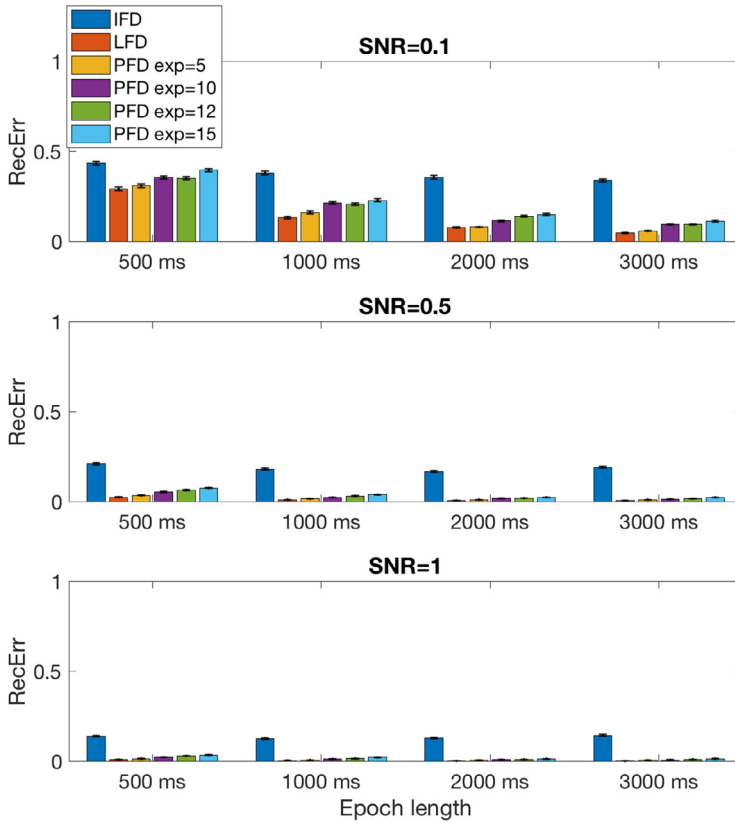 IFD
LFD
PFD exp=5
PFD exp=10
PFD exp=12
PFD exp=15
SNR=0.1
1
0.5
0
RecErr
500 ms 1000 ms 2000 ms 3000 ms
SNR=0.5
1
0.5
0
RecErr
500 ms 1000 ms 2000 ms 3000 ms
SNR=1
1
0.5
0
RecErr
500 ms 1000 ms 2000 ms 3000 ms
Epoch length